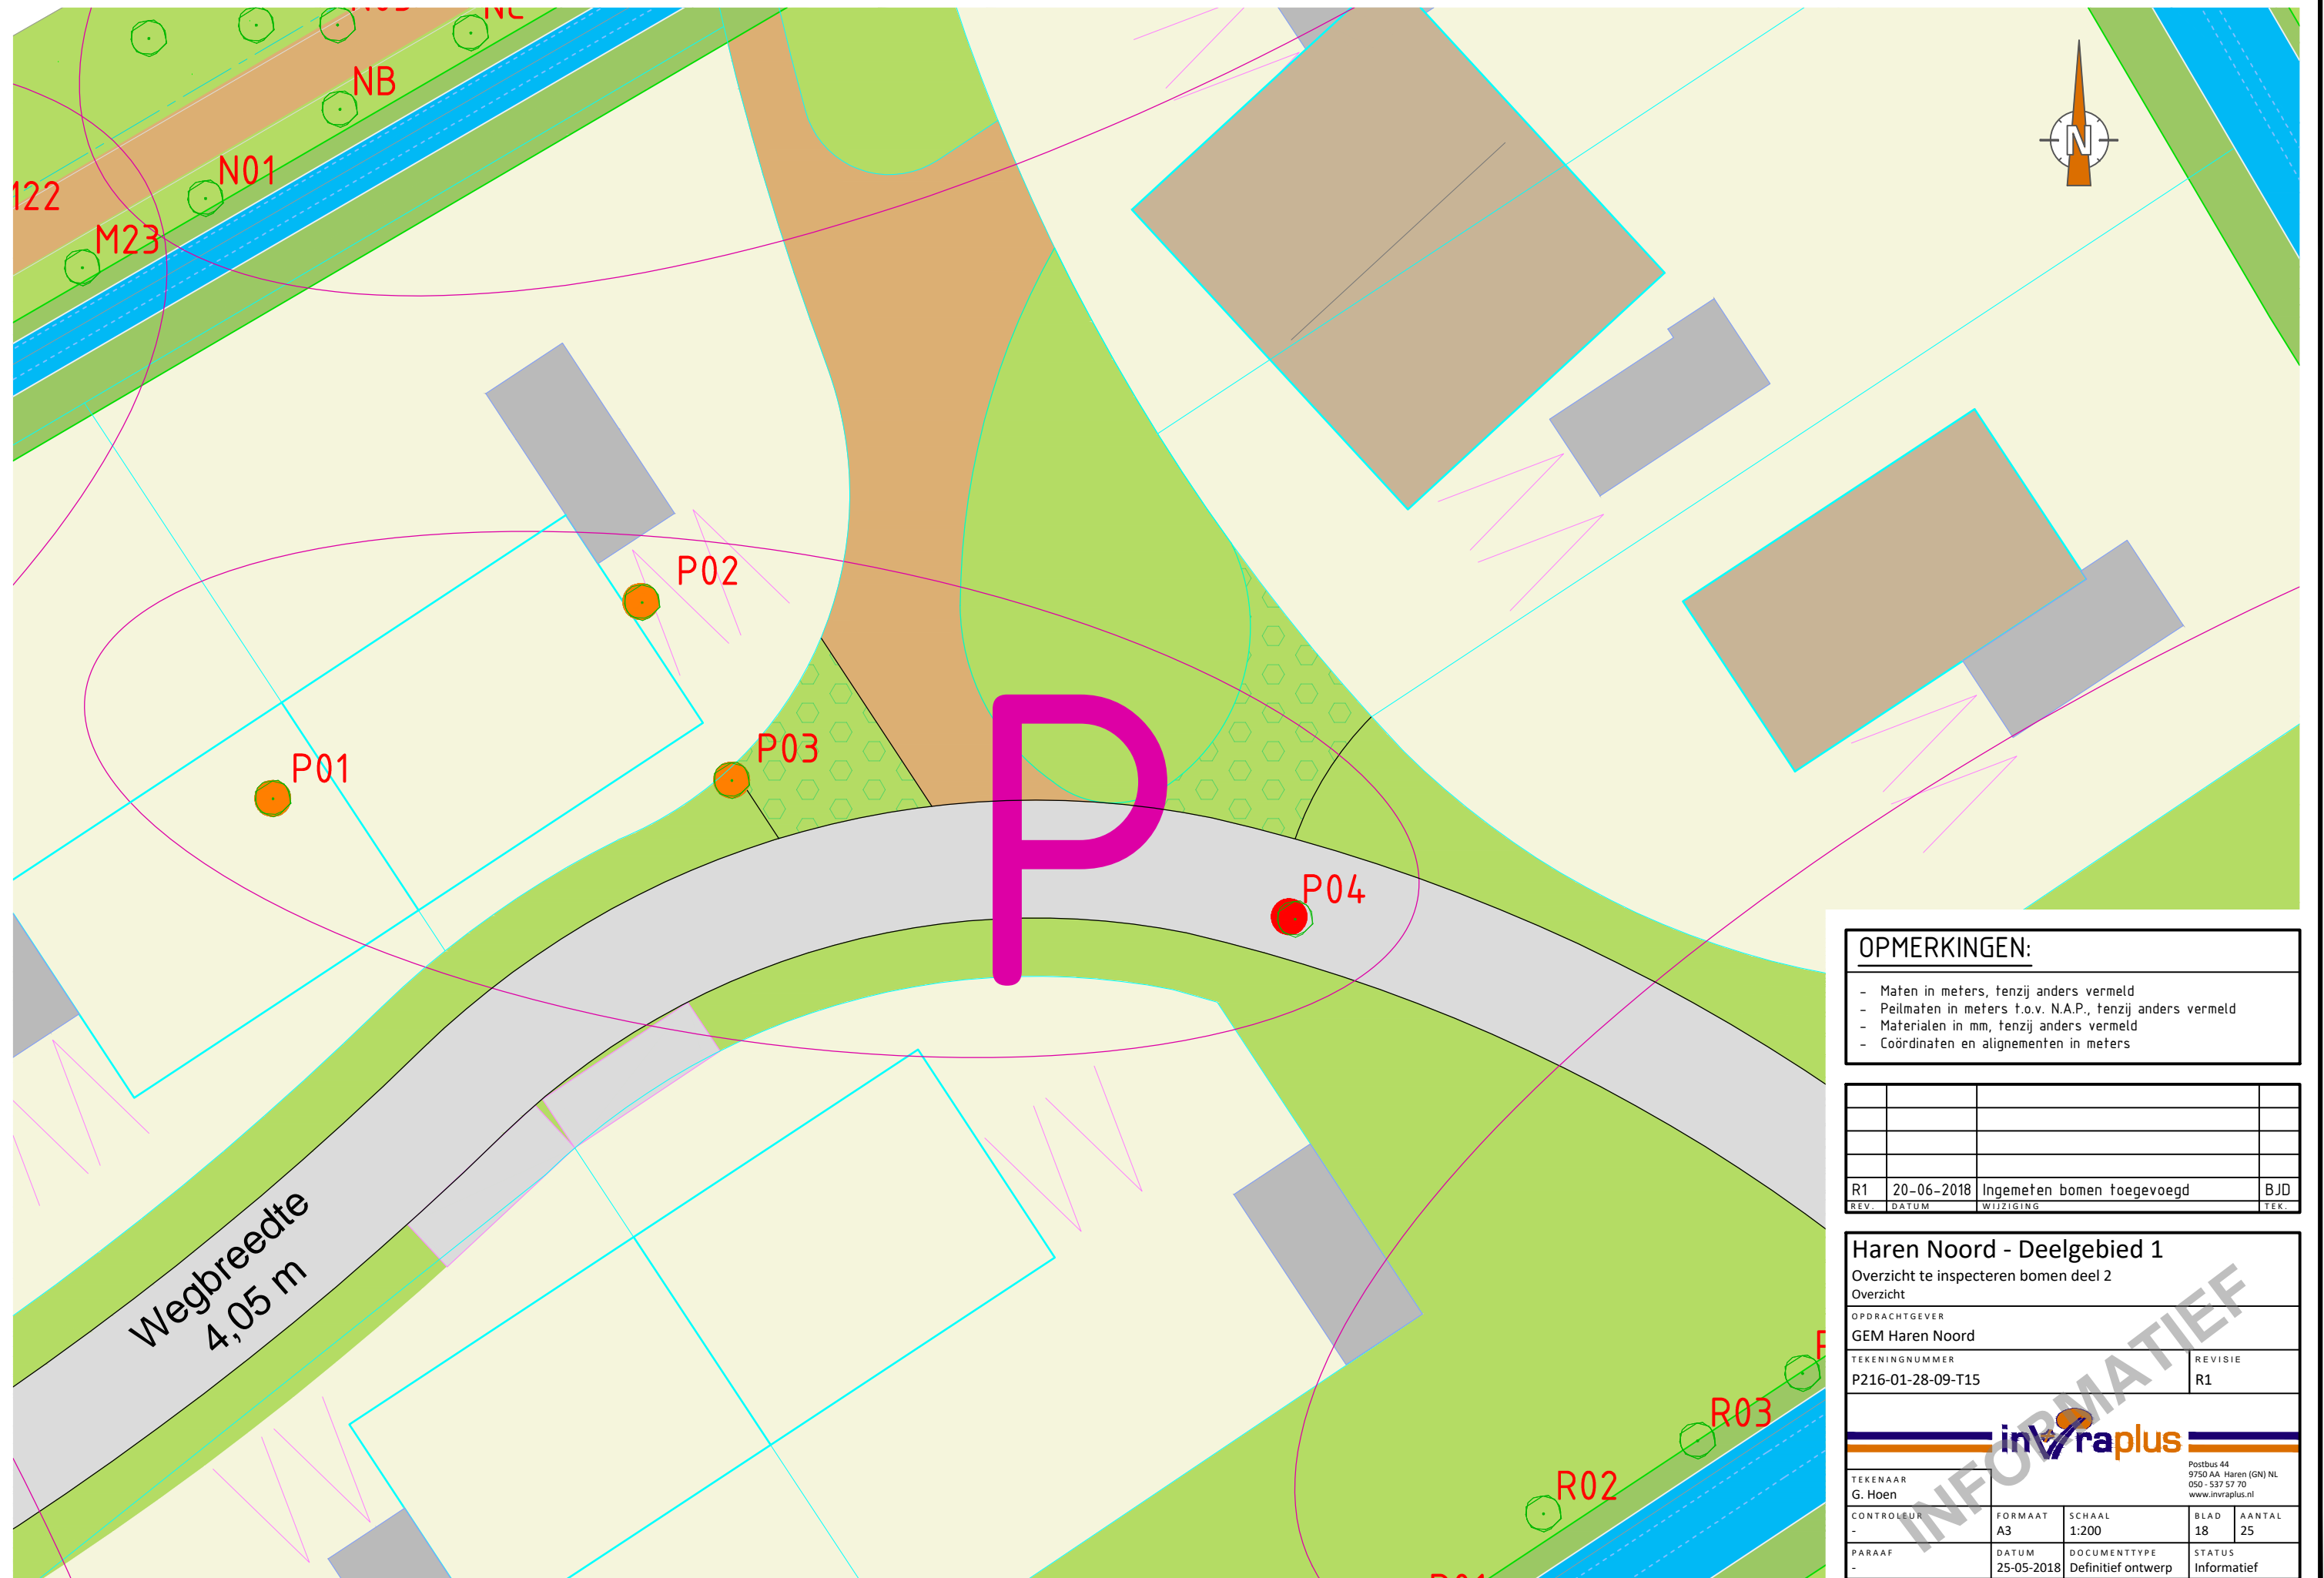 NB
N01
M23
P02
P03
P01
P
P04
N
Wegbreedte
4,05 m
R03
R02
OPMERKINGEN:
- Maten in meters, tenzij anders vermeld
- Peilmaten in meters t.o.v. N.A.P., tenzij anders vermeld
- Materialen in mm, tenzij anders vermeld
- Coördinaten en alignementen in meters
R1 20-06-2018 Ingemeten bomen toegevoegd BJD
REV. DATUM WIJZIGING TEK.
Haren Noord - Deelgebied 1
Overzicht te inspecteren bomen deel 2
Overzicht
OPDRACHTGEVER
GEM Haren Noord
TEKENINGNUMMER REVISIE
P216-01-28-09-T15 R1
invraplus
Postbus 44
9750 AA Haren (GN) NL
050 - 537 57 70
www.invraplus.nl
TEKENAAR
G. Hoen
CONTROLEUR FORMAAT SCHAAL BLAD AANTAL
- A3 1:200 18 25
PARAAF DATUM DOCUMENTTYPE STATUS
- 25-05-2018 Definitief ontwerp Informatief
INFORMATIEF